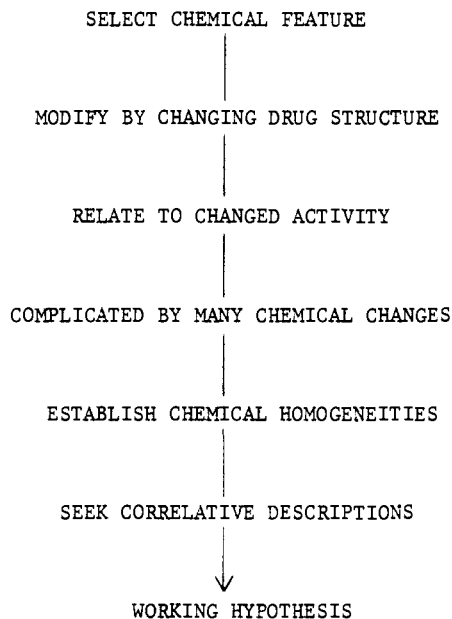 SELECT CHEMICAL FEATURE
MODIFY BY CHANGING DRUG STRUCTURE
RELATE TO CHANGED ACTIVITY
COMPLICATED BY MANY CHEMICAL CHANGES
ESTABLISH CHEMICAL HOMOGENEITIES
SEEK CORRELATIVE DESCRIPTIONS
WORKING HYPOTHESIS